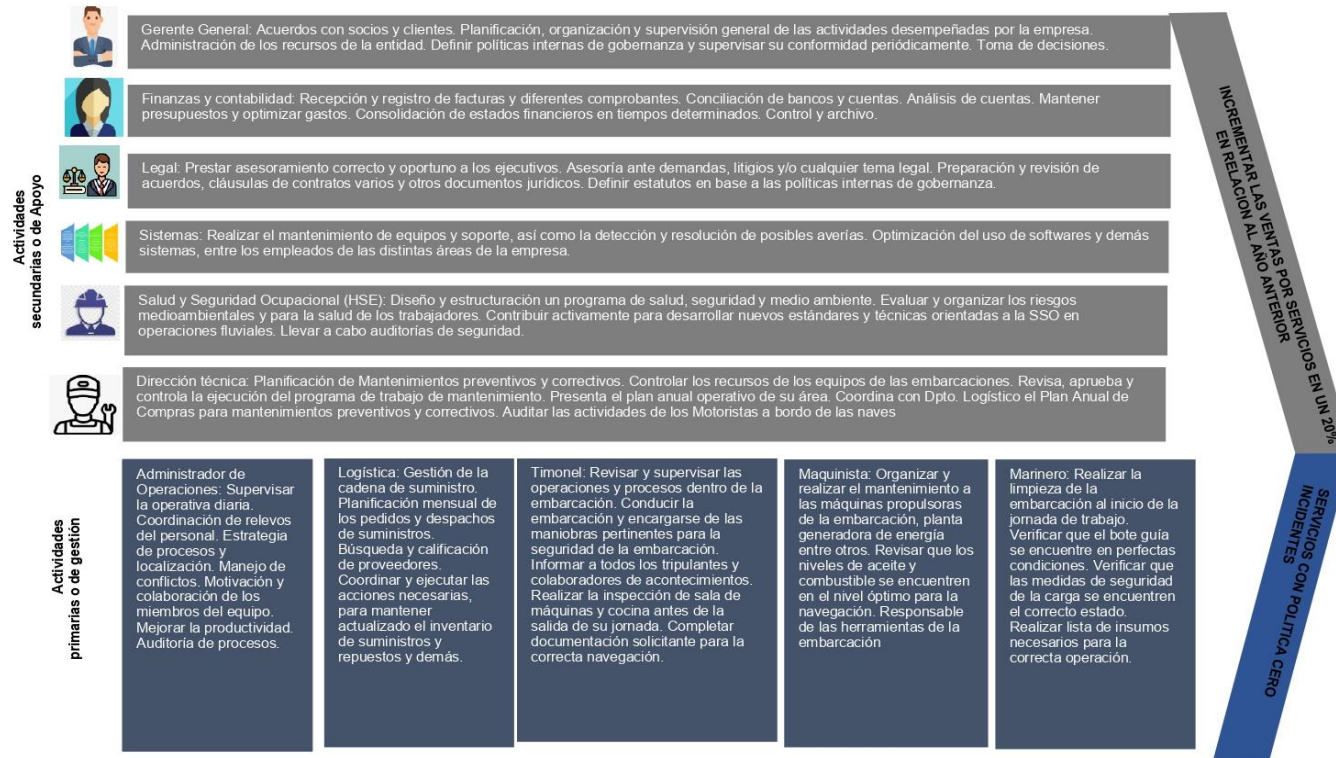 Gerente General: Acuerdos con socios y clientes. Planificación, organización y supervisión general de las actividades desempeñadas por la empresa.
Administración de los recursos de la entidad. Definir políticas internas de gobernanza y supervisar su conformidad periódicamente. Toma de decisiones.
Finanzas y contabilidad: Recepción y registro de facturas y diferentes comprobantes. Conciliación de bancos y cuentas. Análisis de cuentas. Mantener
presupuestos y optimizar gastos. Consolidación de estados financieros en tiempos determinados. Control y archivo.
Legal: Prestar asesoramiento correcto y oportuno a los ejecutivos. Asesoría ante demandas, litigios y/o cualquier tema legal. Preparación y revisión de
acuerdos, cláusulas de contratos varios y otros documentos jurídicos. Definir estatutos en base a las políticas internas de gobernanza.
Sistemas: Realizar el mantenimiento de equipos y soporte, así como la detección y resolución de posibles averías. Optimización del uso de softwares y demás
sistemas, entre los empleados de las distintas áreas de la empresa.
Salud y Seguridad Ocupacional (HSE): Diseño y estructuración un programa de salud, seguridad y medio ambiente. Evaluar y organizar los riesgos
medioambientales y para la salud de los trabajadores. Contribuir activamente para desarrollar nuevos estándares y técnicas orientadas a la SSO en
operaciones fluviales. Llevar a cabo auditorías de seguridad.
Dirección técnica: Planificación de Mantenimientos preventivos y correctivos. Controlar los recursos de los equipos de las embarcaciones. Revisa, aprueba y
controla la ejecución del programa de trabajo de mantenimiento. Presenta el plan anual operativo de su área. Coordina con Dpto. Logístico el Plan Anual de
Compras para mantenimientos preventivos y correctivos. Auditar las actividades de los Motoristas a bordo de las naves
Actividades
secundarias o de Apoyo
Actividades
primarias o de gestión
Administrador de
Operaciones: Supervisar
la operativa diaria.
Coordinación de relevos
del personal. Estrategia
de procesos y
localización. Manejo de
conflictos. Motivación y
colaboración de los
miembros del equipo.
Mejorar la productividad.
Auditoría de procesos.
Logística: Gestión de la
cadena de suministro.
Planificación mensual de
los pedidos y despachos
de suministros.
Búsqueda y calificación
de proveedores.
Coordinar y ejecutar las
acciones necesarias,
para mantener
actualizado el inventario
de suministros y
repuestos y demás.
Timonel: Revisar y supervisar las
operaciones y procesos dentro de la
embarcación. Conducir la
embarcación y encargarse de las
maniobras pertinentes para la
seguridad de la embarcación.
Informar a todos los tripulantes y
colaboradores de acontecimientos.
Realizar la inspección de sala de
máquinas y cocina antes de la
salida de su jornada. Completar
documentación solicitante para la
correcta navegación.
Maquinista: Organizar y
realizar el mantenimiento a
las máquinas propulsoras
de la embarcación, planta
generadora de energía
entre otros. Revisar que los
niveles de aceite y
combustible se encuentren
en el nivel óptimo para la
navegación. Responsable
de las herramientas de la
embarcación
Marinero: Realizar la
limpieza de la
embarcación al inicio de la
jornada de trabajo.
Verificar que el bote guía
se encuentre en perfectas
condiciones. Verificar que
las medidas de seguridad
de la carga se encuentren
el correcto estado.
Realizar lista de insumos
necesarios para la
correcta operación.
INCREMENTAR LAS VENTAS POR SERVICIOS EN UN 20%
EN RELACION AL AÑO ANTERIOR
SERVICIOS CON POLITICA CERO
INCIDENTES